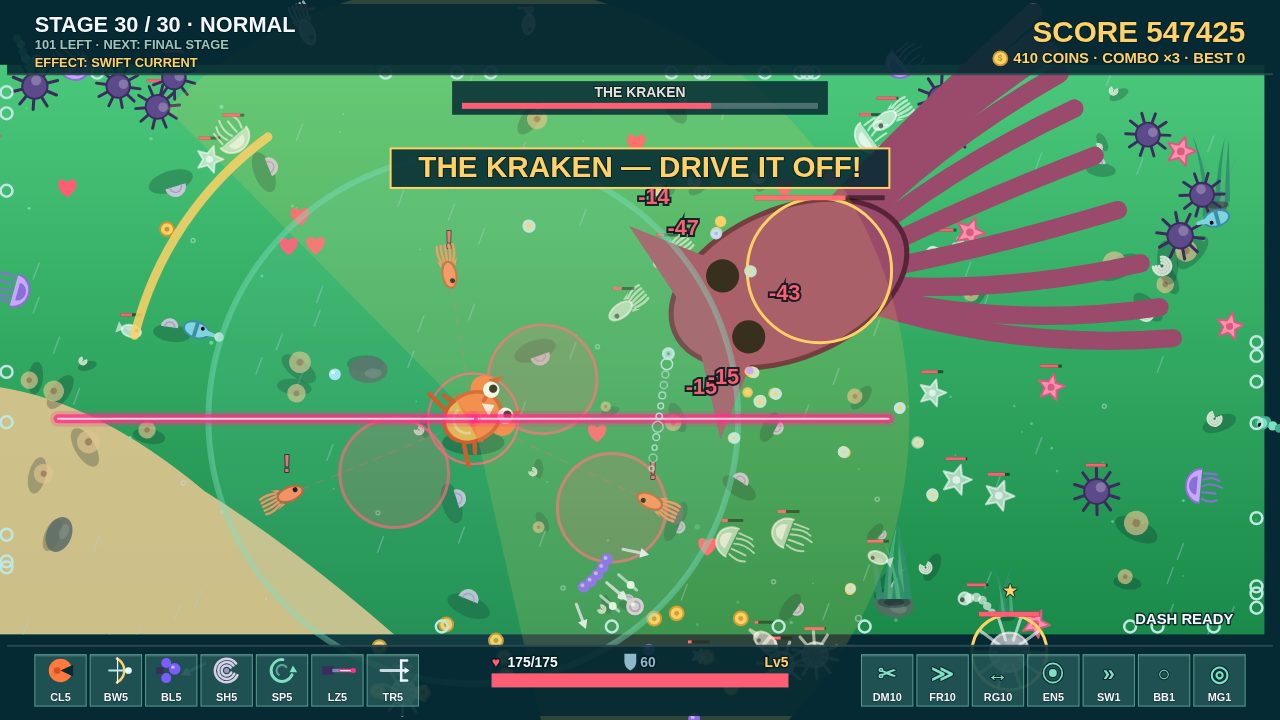 STAGE 30 / 30 · NORMAL
101 LEFT · NEXT: FINAL STAGE
EFFECT: SWIFT CURRENT
SCORE 547425
410 COINS · COMBO ×3 · BEST 0
THE KRAKEN
THE KRAKEN — DRIVE IT OFF!
-14
-47
-43
-15
-15
!
!
!
DASH READY
CL5 BW5 BL5 SH5 SP5 LZ5 TR5
♥ 175/175 60 Lv5
DM10 FR10 RG10 EN5 SW1 BB1 MG1